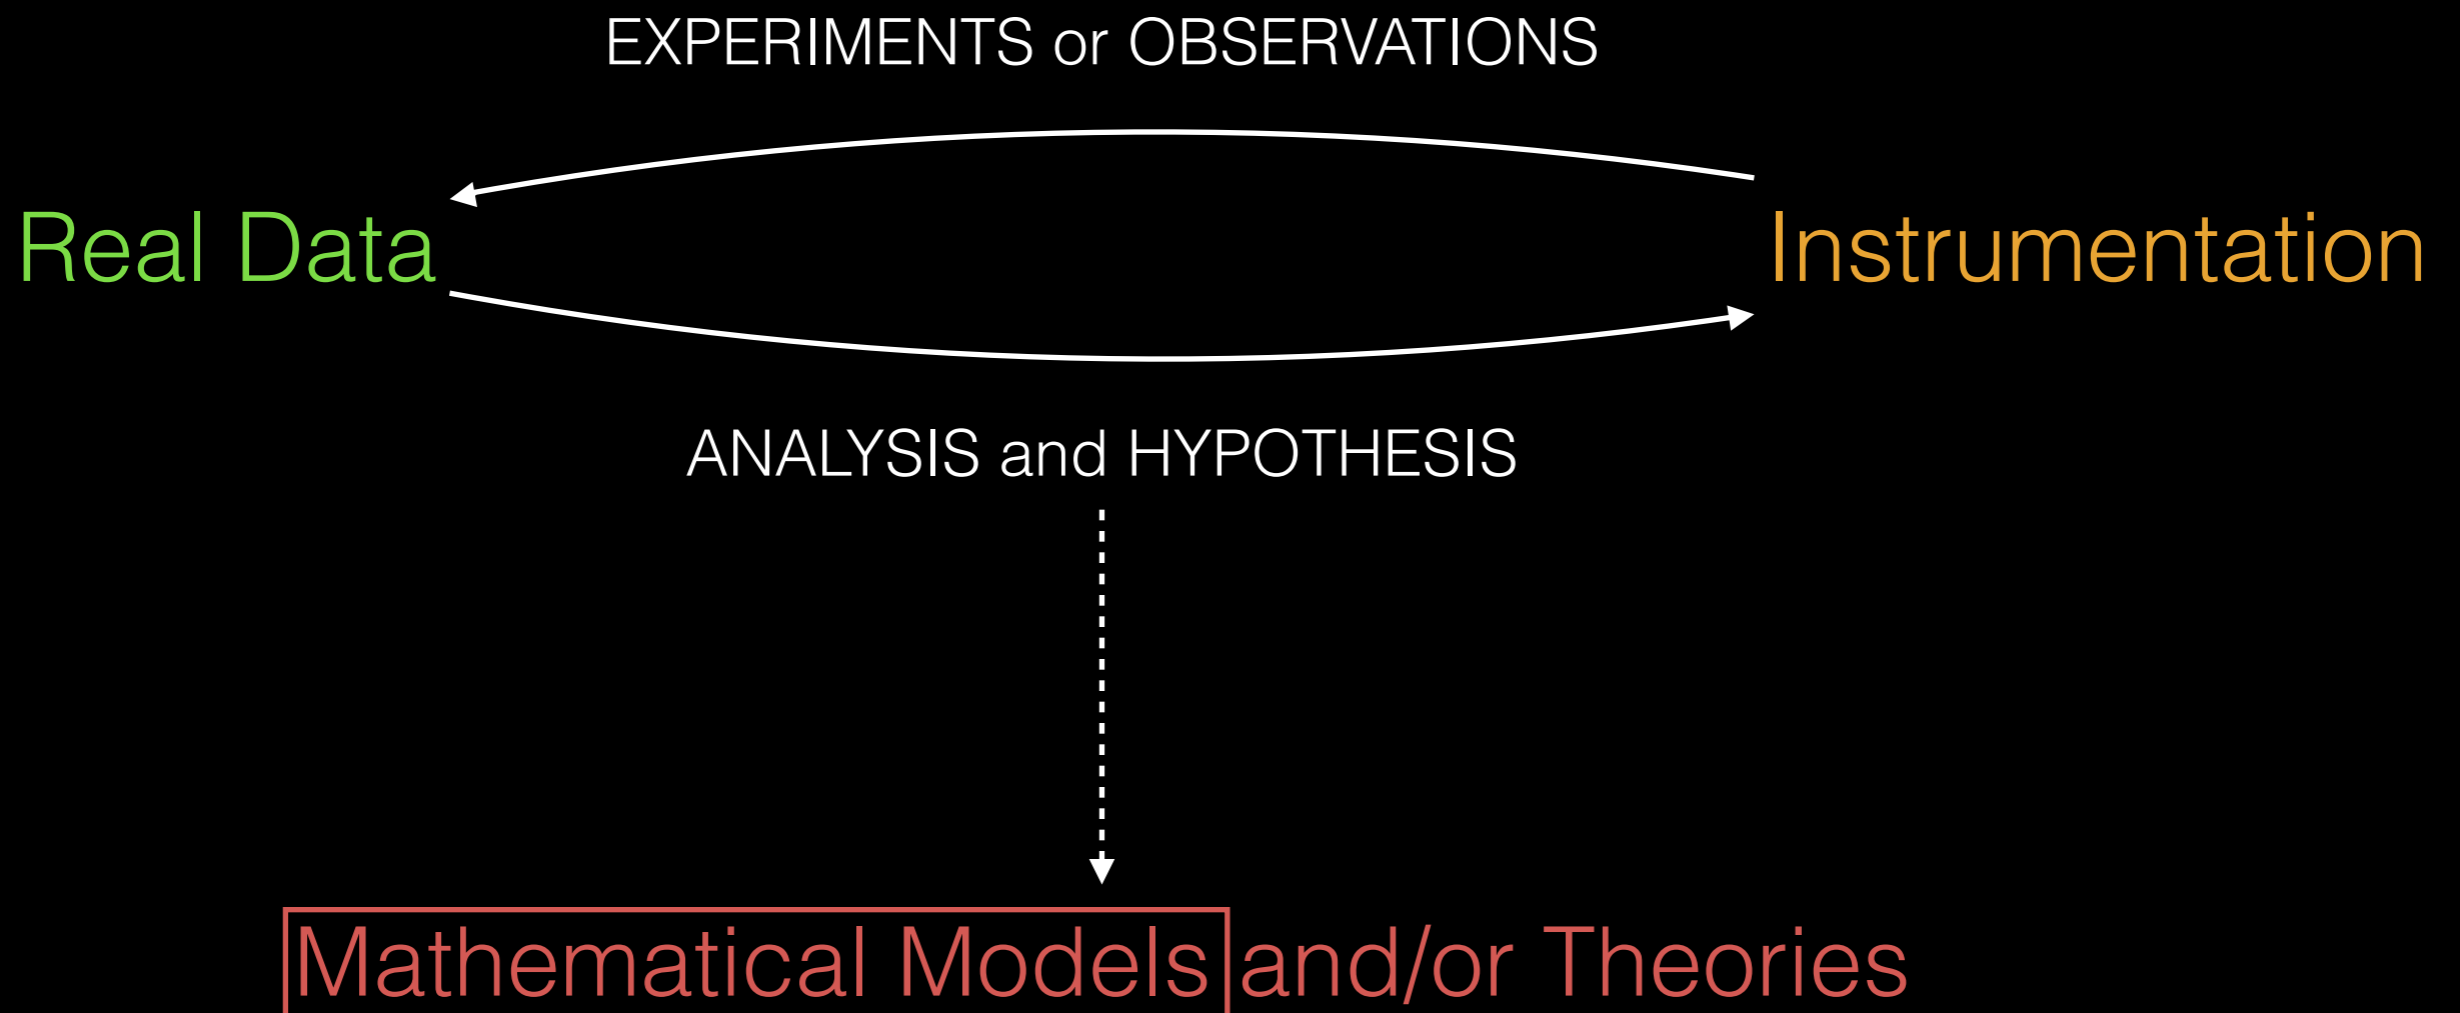 EXPERIMENTS or OBSERVATIONS
Real Data
Instrumentation
ANALYSIS and HYPOTHESIS
Mathematical Models and/or Theories